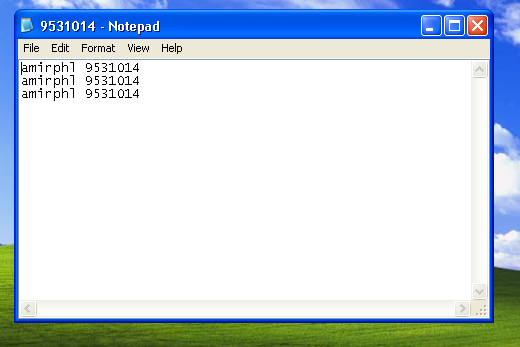 9531014 - Notepad
File Edit Format View Help
amirphl 9531014
amirphl 9531014
amirphl 9531014